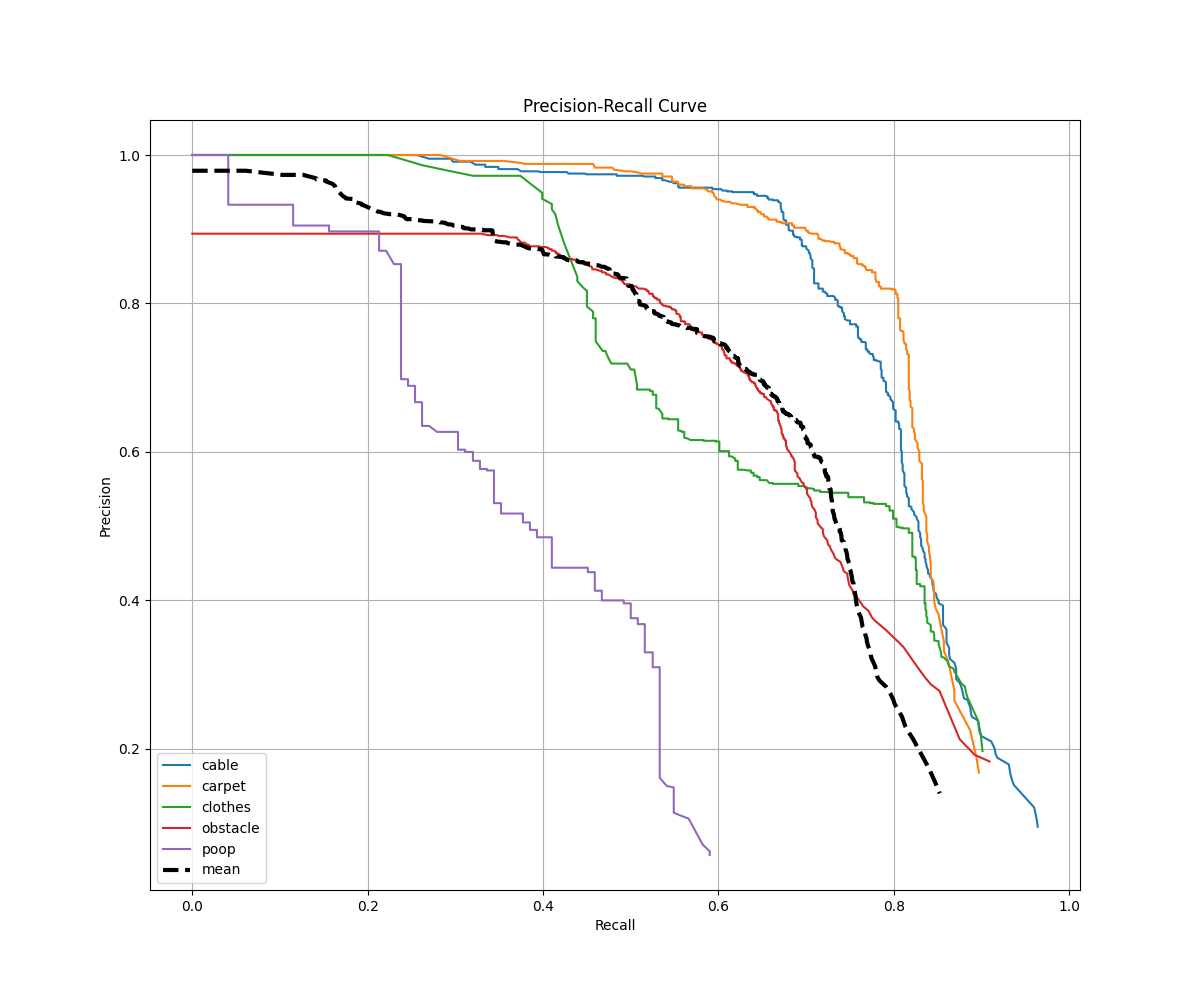 Precision-Recall Curve
1.0
0.8
0.6
0.4
0.2
Precision
cable
carpet
clothes
obstacle
poop
mean
0.0 0.2 0.4 0.6 0.8 1.0
Recall